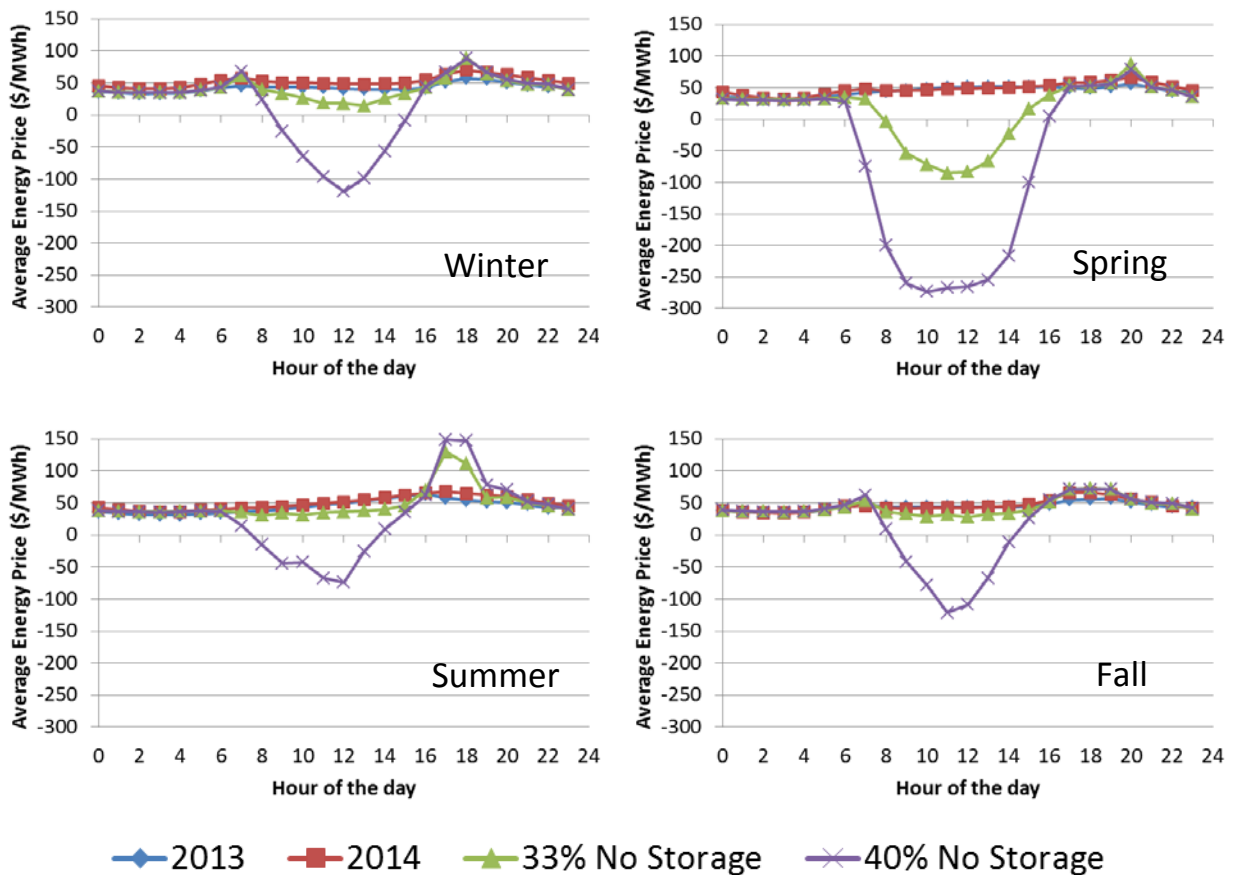 Average Energy Price ($/MWh)
150
100
50
0
-50
-100
-150
-200
-250
-300
0 2 4 6 8 10 12 14 16 18 20 22 24
Hour of the day
Winter
Average Energy Price ($/MWh)
150
100
50
0
-50
-100
-150
-200
-250
-300
0 2 4 6 8 10 12 14 16 18 20 22 24
Hour of the day
Spring
Average Energy Price ($/MWh)
150
100
50
0
-50
-100
-150
-200
-250
-300
0 2 4 6 8 10 12 14 16 18 20 22 24
Hour of the day
Summer
Average Energy Price ($/MWh)
150
100
50
0
-50
-100
-150
-200
-250
-300
0 2 4 6 8 10 12 14 16 18 20 22 24
Hour of the day
Fall
2013 2014 33% No Storage 40% No Storage